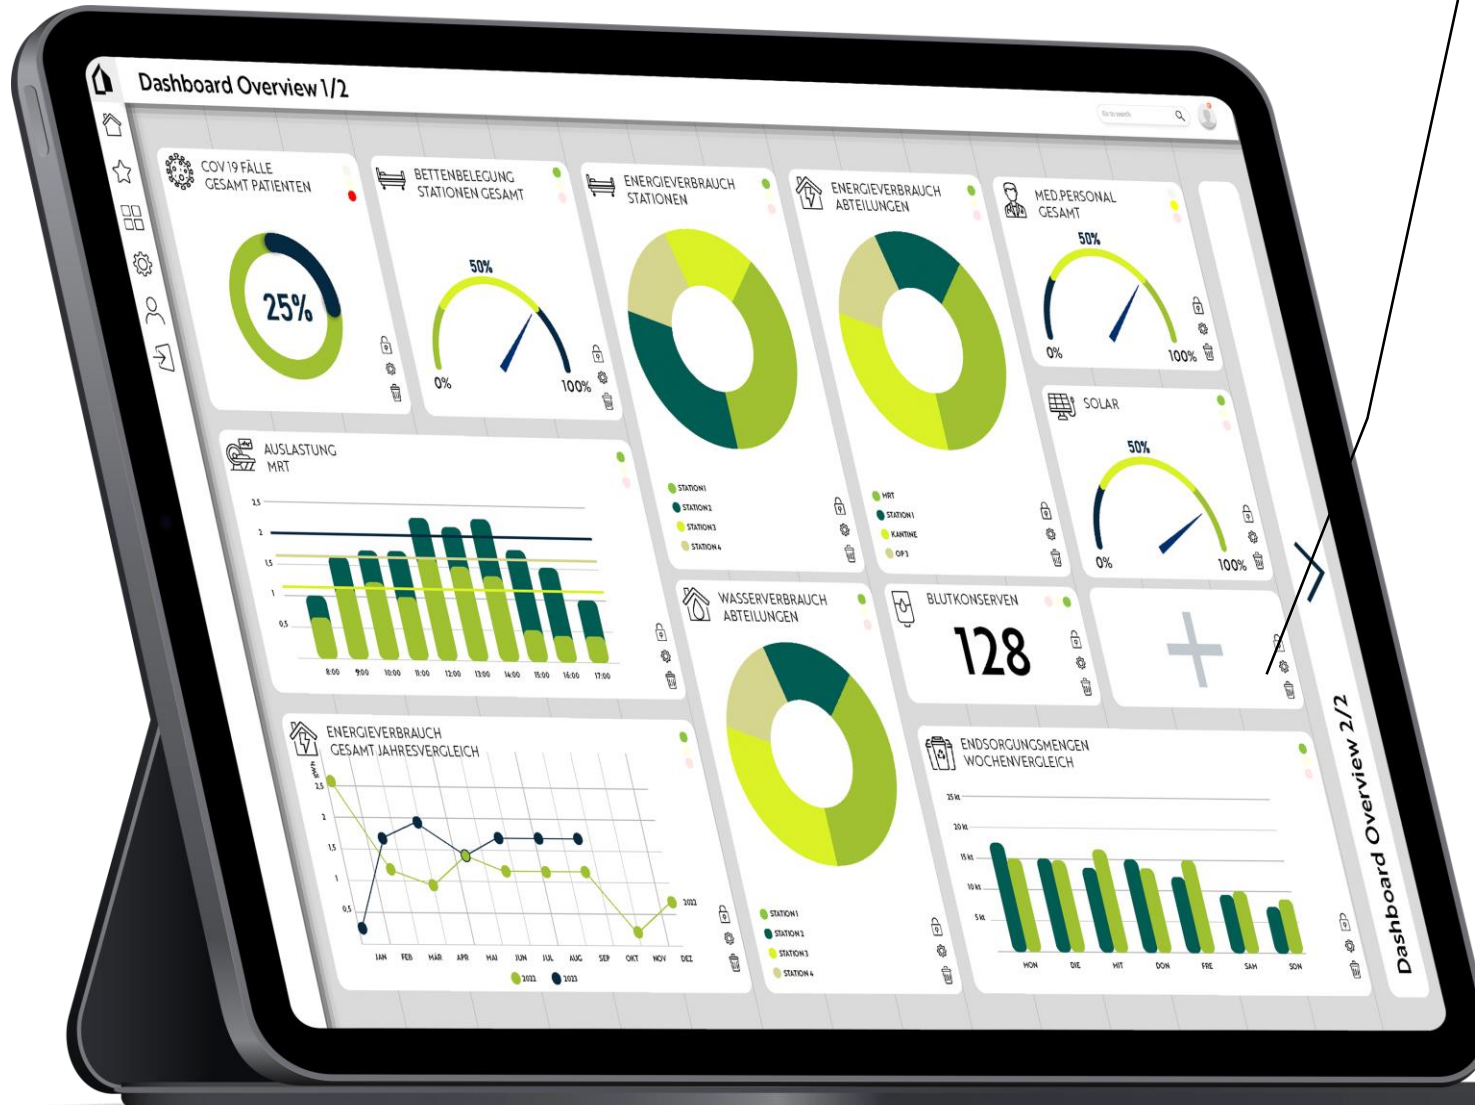 Dashboard Overview 1/2
Go to search
COV 19 FÄLLE
GESAMT PATIENTEN
25%
BETTENBELEGUNG
STATIONEN GESAMT
50%
0%
100%
ENERGIEVERBRAUCH
STATIONEN
STATION 1
STATION 2
STATION 3
STATION 4
ENERGIEVERBRAUCH
ABTEILUNGEN
MRT
STATION 1
KANTINE
OP 3
MED.PERSONAL
GESAMT
50%
0%
100%
SOLAR
50%
0%
100%
AUSLASTUNG
MRT
2,5
2
1,5
1
0,5
8:00 9:00 10:00 11:00 12:00 13:00 14:00 15:00 16:00 17:00
WASSERVERBRAUCH
ABTEILUNGEN
STATION 1
STATION 2
STATION 3
STATION 4
BLUTKONSERVEN
128
ENERGIEVERBRAUCH
GESAMT JAHRESVERGLEICH
2,5
2
1,5
1
0,5
2022
JAN FEB MÄR APR MAI JUN JUL AUG SEP OKT NOV DEZ
2022 2023
ENDSORGUNGSMENGEN
WOCHENVERGLEICH
25 kt
20 kt
15 kt
10 kt
5 kt
MON DIE MIT DON FRE SAM SON
Dashboard Overview 2/2